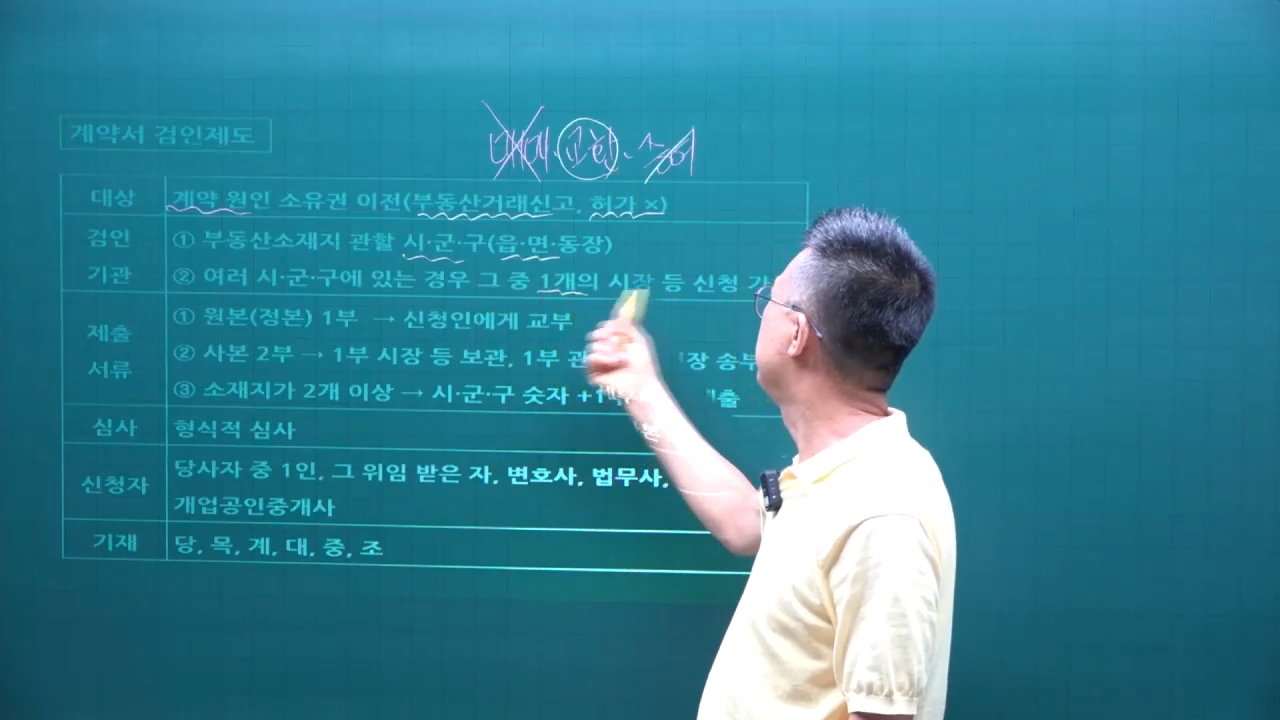 매매. 교환. 증여
계약서 검인제도
대상 계약 원인 소유권 이전(부동산거래신고, 허가 x)
검인 기관 ① 부동산소재지 관할 시·군·구(읍·면·동장)
② 여러 시·군·구에 있는 경우 그 중 1개의 시장 등 신청
제출 서류 ① 원본(정본) 1부 → 신청인에게 교부
② 사본 2부 → 1부 시장 등 보관, 1부 장 송부
③ 소재지가 2개 이상 → 시·군·구 숫자 +1
심사 형식적 심사
신청자 당사자 중 1인, 그 위임 받은 자, 변호사, 법무사,
개업공인중개사
기재 당, 목, 계, 대, 중, 조